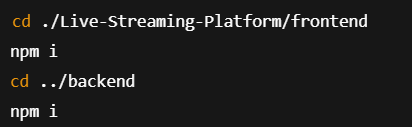 cd ./Live-Streaming-Platform/frontend
npm i
cd ../backend
npm i